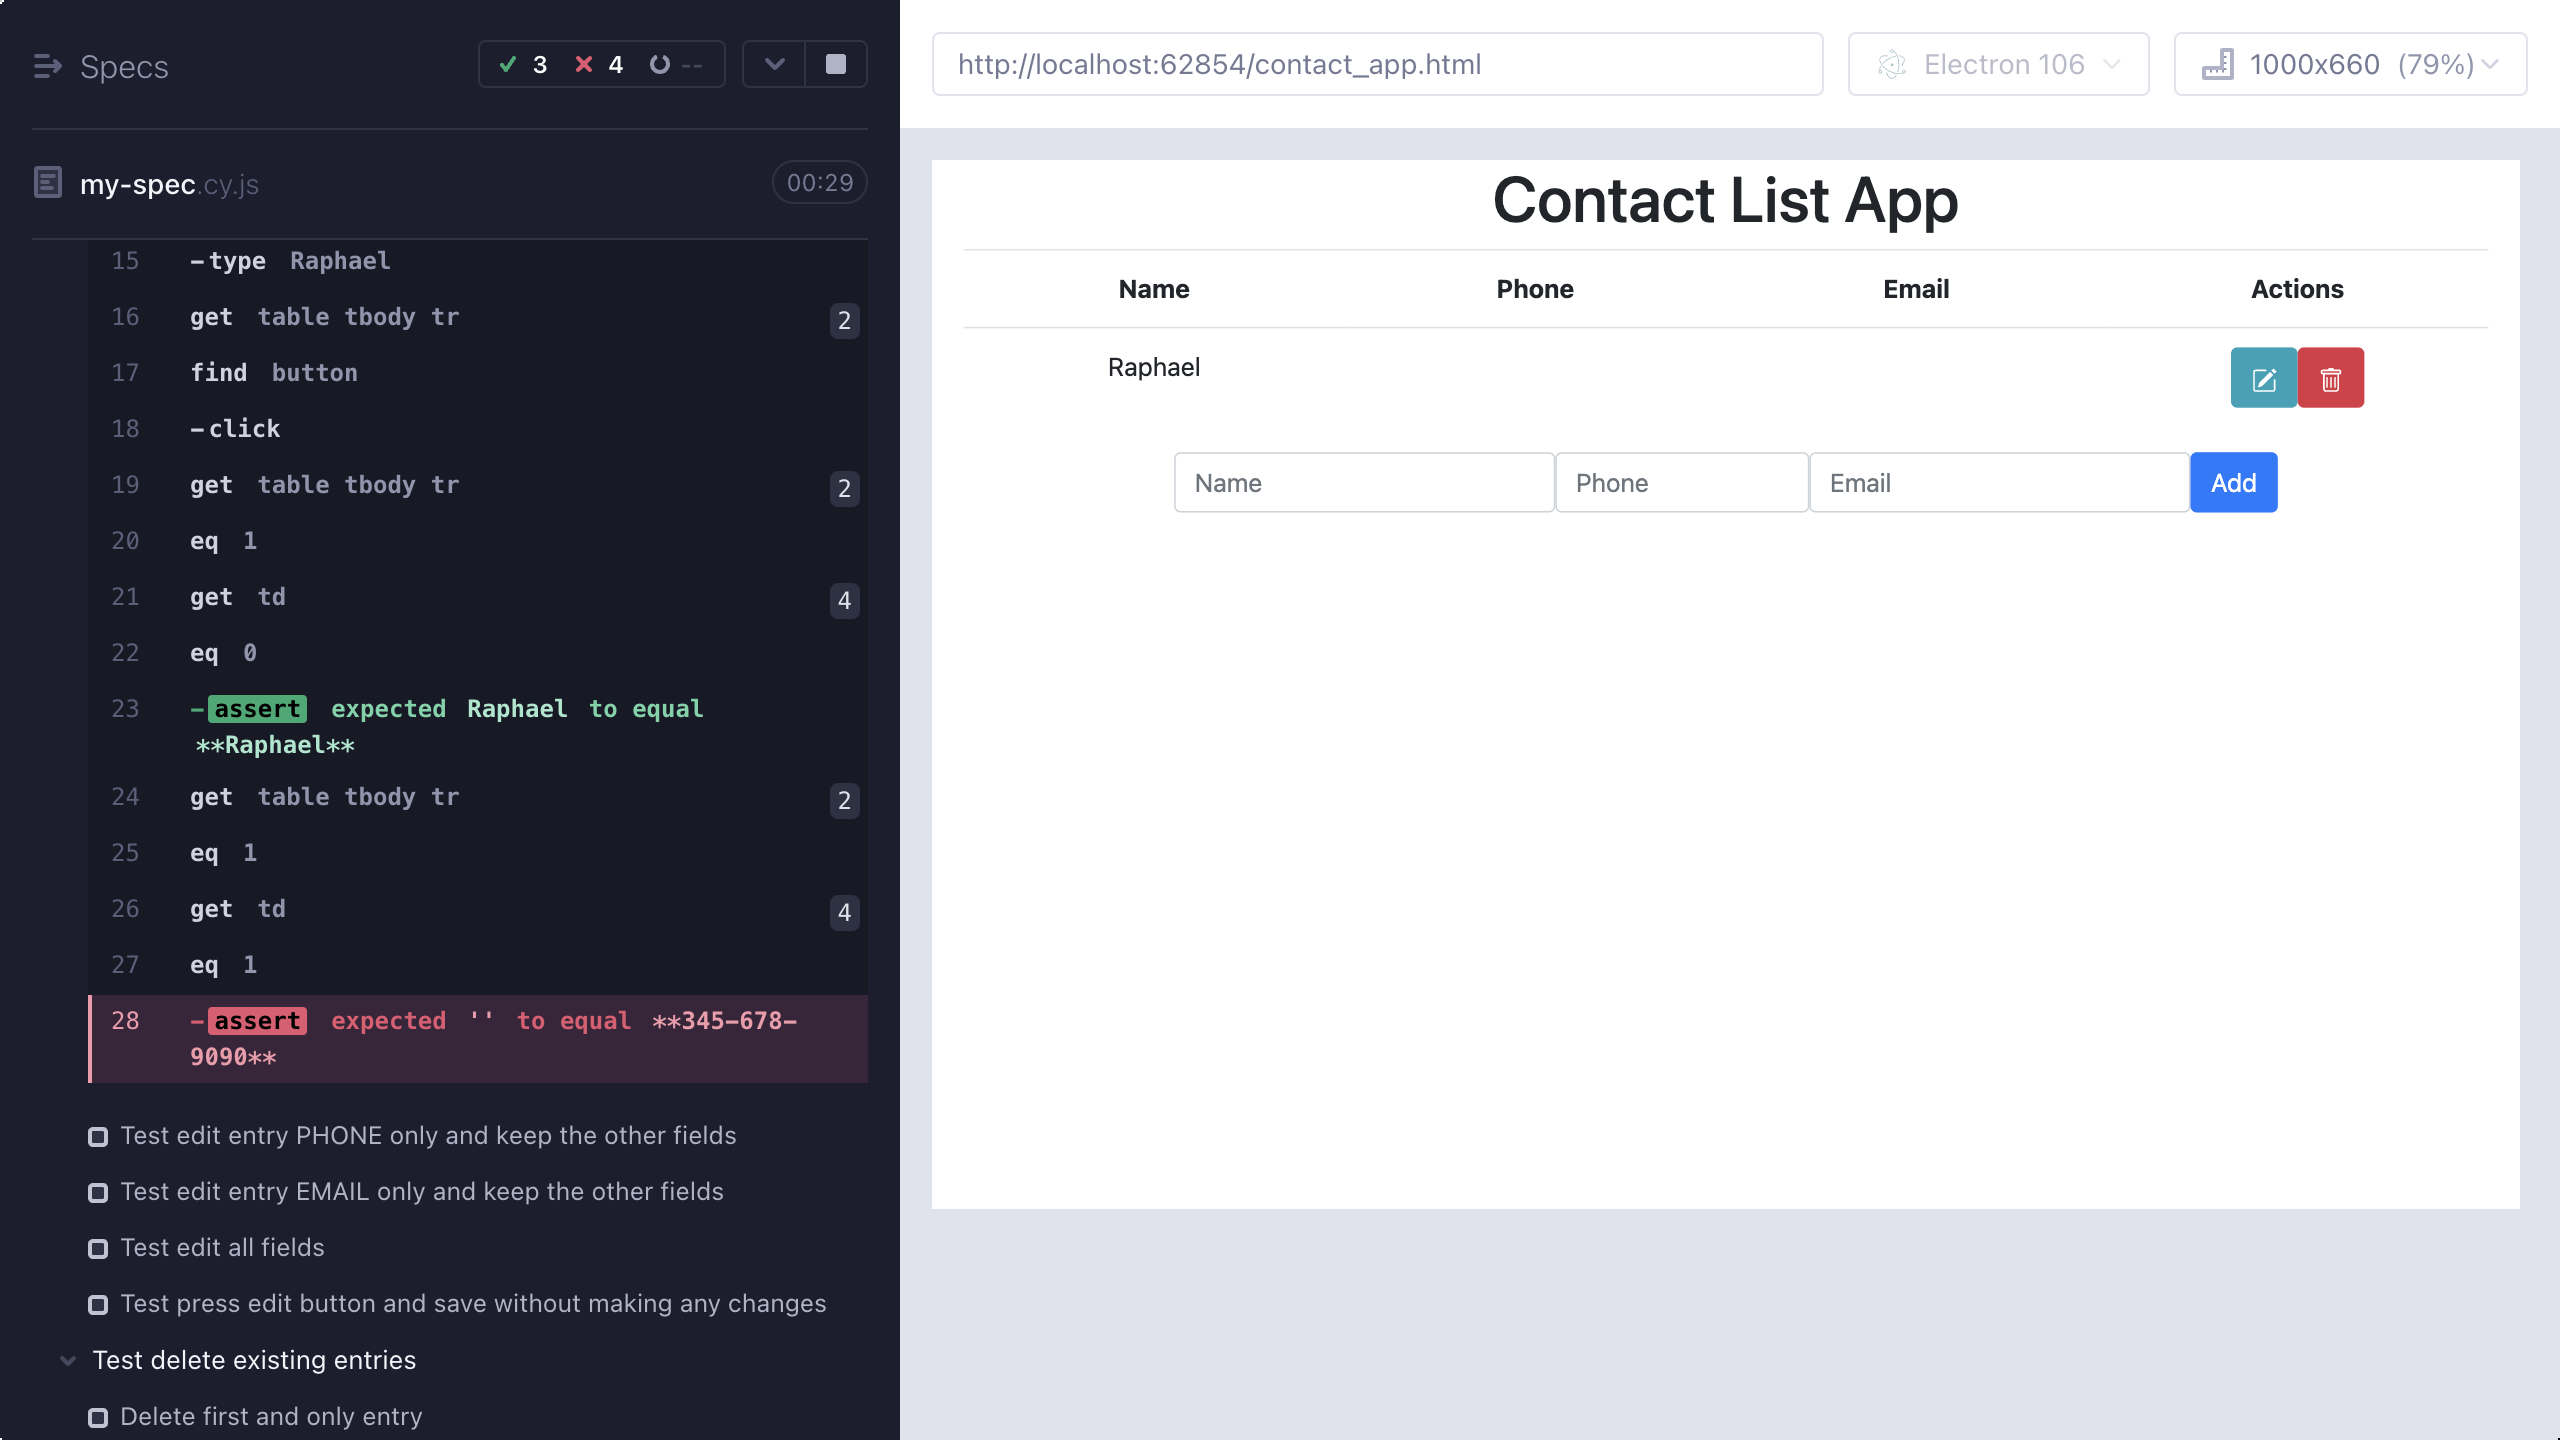 Specs
3 4 --
my-spec.cy.js
00:29
15 -type Raphael
16 get table tbody tr 2
17 find button
18 -click
19 get table tbody tr 2
20 eq 1
21 get td 4
22 eq 0
23 -assert expected Raphael to equal
**Raphael**
24 get table tbody tr 2
25 eq 1
26 get td 4
27 eq 1
28 -assert expected '' to equal **345-678-
9090**
Test edit entry PHONE only and keep the other fields
Test edit entry EMAIL only and keep the other fields
Test edit all fields
Test press edit button and save without making any changes
Test delete existing entries
Delete first and only entry
http://localhost:62854/contact_app.html
Electron 106
1000x660 (79%)
Contact List App
Name Phone Email Actions
Raphael
Name Phone Email Add